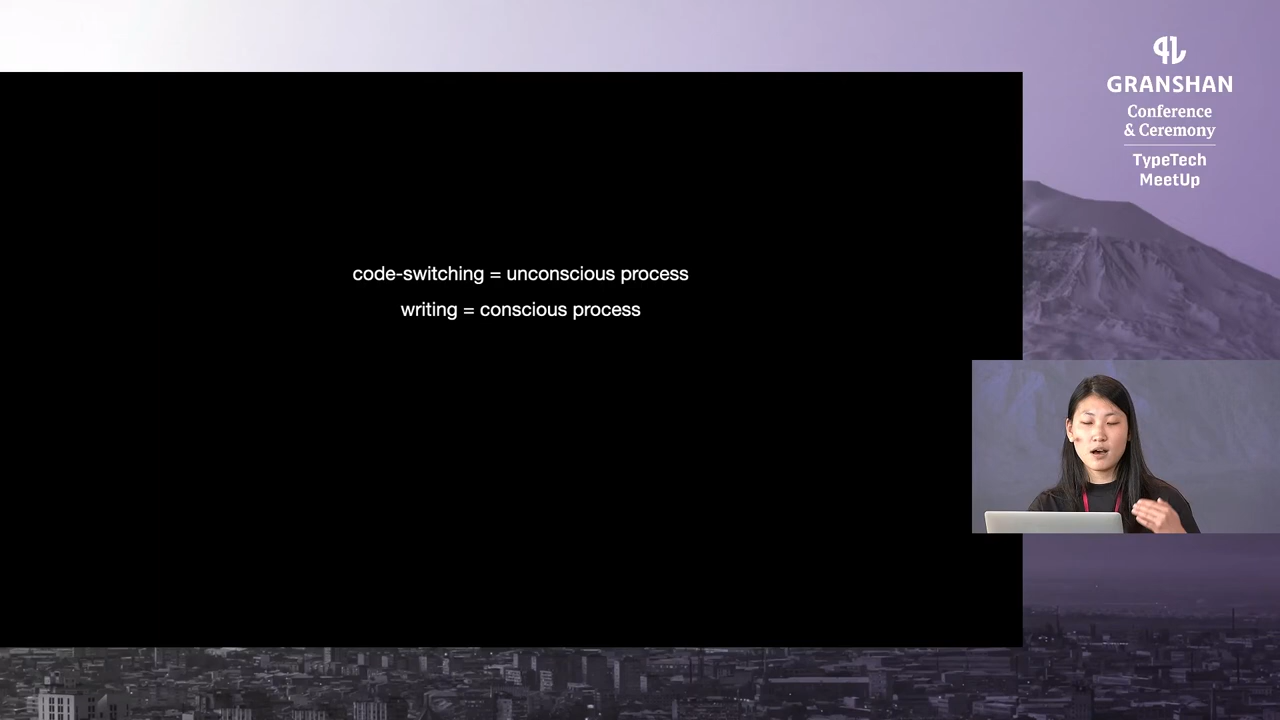 GRANSHAN
Conference
& Ceremony
TypeTech
MeetUp
code-switching = unconscious process
writing = conscious process